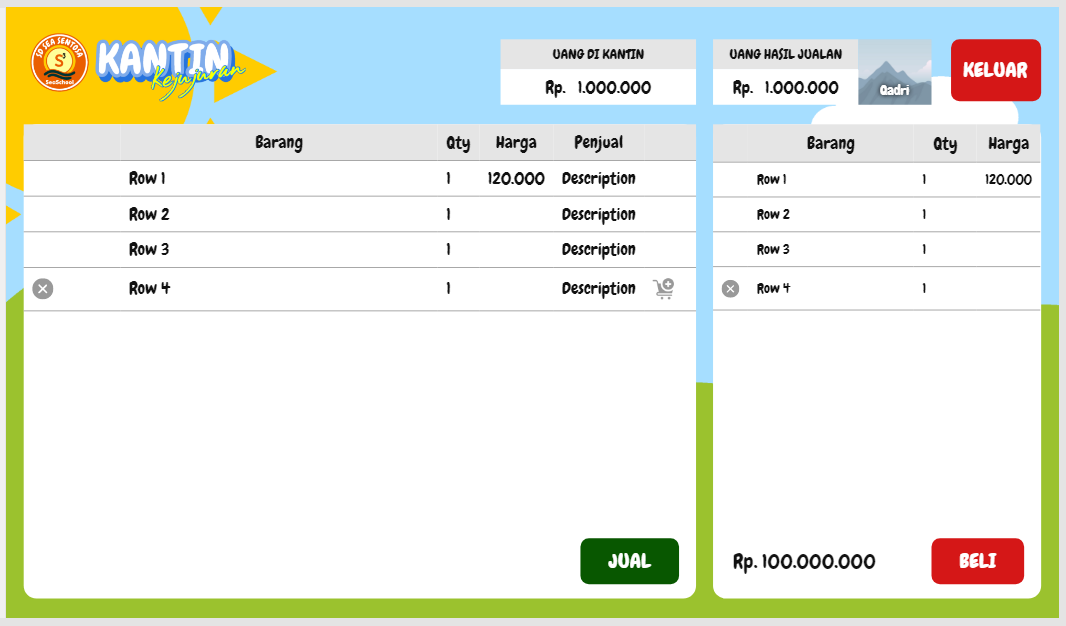 SD SEA SENTOSA
S'
SeaSchool
KANTIN
Kejujuran
UANG DI KANTIN
Rp. 1.000.000
UANG HASIL JUALAN
Rp. 1.000.000
Qadri
KELUAR
Barang Qty Harga Penjual
Row 1 1 120.000 Description
Row 2 1 Description
Row 3 1 Description
Row 4 1 Description
JUAL
Barang Qty Harga
Row 1 1 120.000
Row 2 1
Row 3 1
Row 4 1
Rp. 100.000.000
BELI